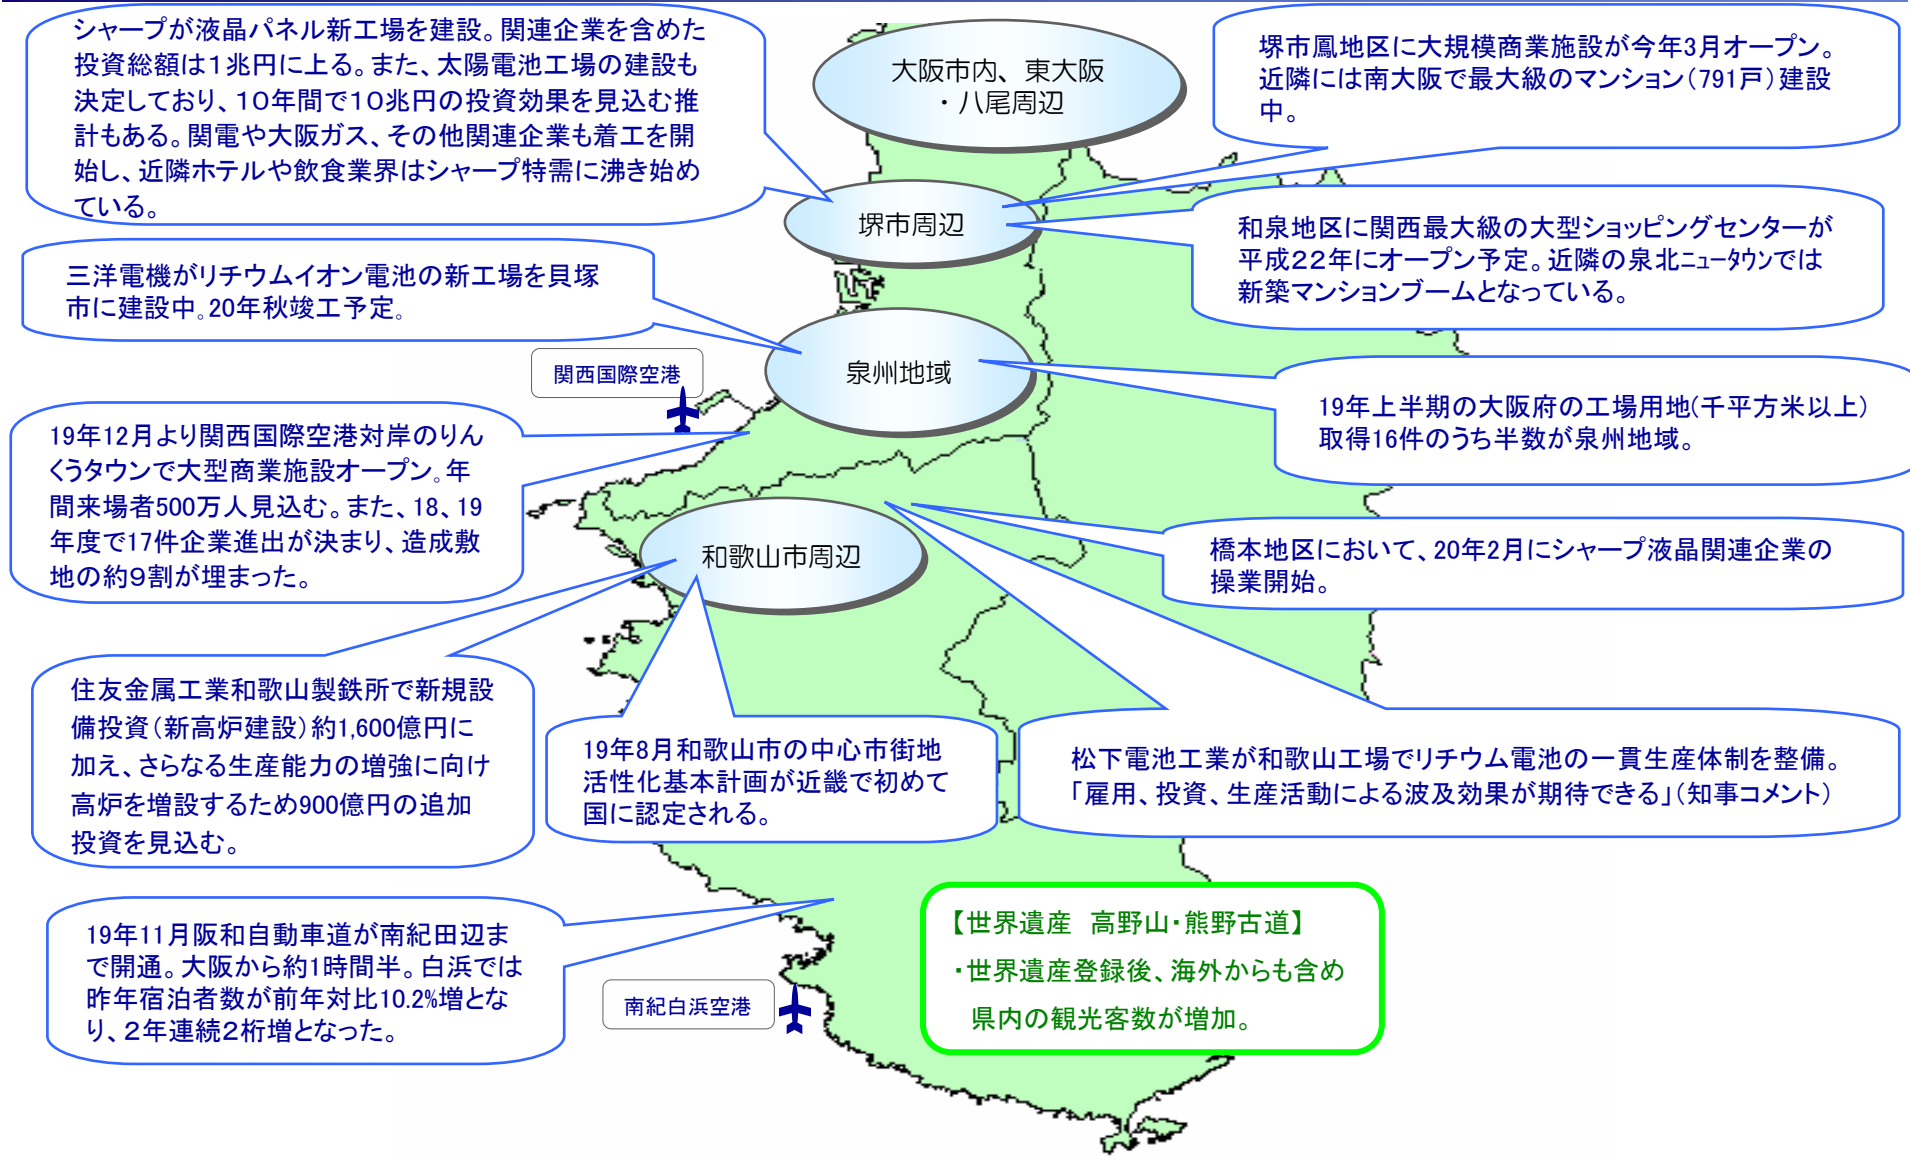 シャープが液晶パネル新工場を建設。関連企業を含めた
投資総額は1兆円に上る。また、太陽電池工場の建設も
決定しており、10年間で10兆円の投資効果を見込む推
計もある。関電や大阪ガス、その他関連企業も着工を開
始し、近隣ホテルや飲食業界はシャープ特需に沸き始め
ている。
大阪市内、東大阪
・八尾周辺
堺市鳳地区に大規模商業施設が今年3月オープン。
近隣には南大阪で最大級のマンション（791戸）建設
中。
堺市周辺
和泉地区に関西最大級の大型ショッピングセンターが
平成22年にオープン予定。近隣の泉北ニュータウンでは
新築マンションブームとなっている。
三洋電機がリチウムイオン電池の新工場を貝塚
市に建設中。20年秋竣工予定。
関西国際空港
泉州地域
19年上半期の大阪府の工場用地(千平方米以上)
取得16件のうち半数が泉州地域。
19年12月より関西国際空港対岸のりん
くうタウンで大型商業施設オープン。年
間来場者500万人見込む。また、18、19
年度で17件企業進出が決まり、造成敷
地の約9割が埋まった。
和歌山市周辺
橋本地区において、20年2月にシャープ液晶関連企業の
操業開始。
住友金属工業和歌山製鉄所で新規設
備投資（新高炉建設）約1,600億円に
加え、さらなる生産能力の増強に向け
高炉を増設するため900億円の追加
投資を見込む。
19年8月和歌山市の中心市街地
活性化基本計画が近畿で初めて
国に認定される。
松下電池工業が和歌山工場でリチウム電池の一貫生産体制を整備。
「雇用、投資、生産活動による波及効果が期待できる」（知事コメント）
19年11月阪和自動車道が南紀田辺ま
で開通。大阪から約1時間半。白浜では
昨年宿泊者数が前年対比10.2%増とな
り、2年連続2桁増となった。
南紀白浜空港
【世界遺産　高野山・熊野古道】
・世界遺産登録後、海外からも含め
県内の観光客数が増加。